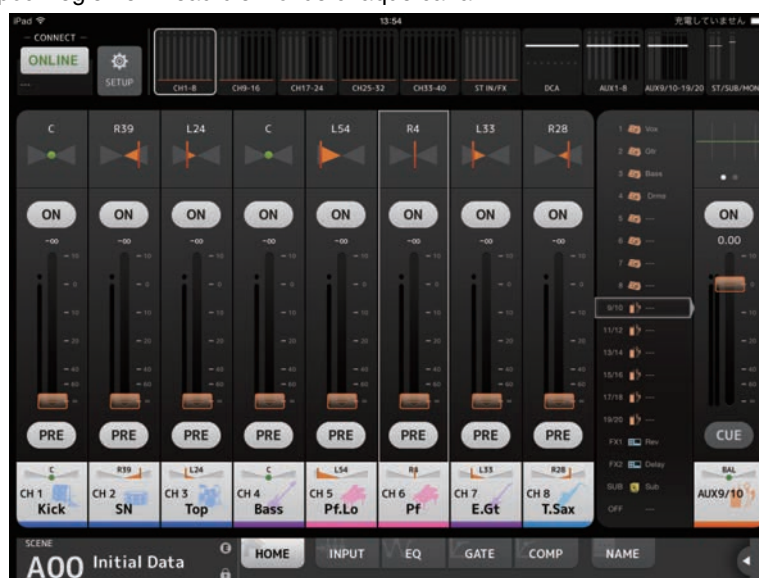 iPad 13:54 充電していません
CONNECT
ONLINE
---
SETUP
CH1-8 CH9-16 CH17-24 CH25-32 CH33-40 ST IN/FX DCA AUX1-8 AUX9/10-19/20 ST/SUB/MON
C R39 L24 C L54 R4 L33 R28
ON ON ON ON ON ON ON ON ON
-∞ -∞ -∞ -∞ -∞ -∞ -∞ -∞ 0.00
1 Vox
2 Gtr
3 Bass
4 Drms
5 ---
6 ---
7 ---
8 ---
9/10 ---
11/12 ---
13/14 ---
15/16 ---
17/18 ---
19/20 ---
FX1 Rev
FX2 Delay
SUB Sub
OFF ---
PRE PRE PRE PRE PRE PRE PRE PRE CUE
C R39 L24 C L54 R4 L33 R28 BAL
CH 1 CH 2 CH 3 CH 4 CH 5 CH 6 CH 7 CH 8 AUX9/10
Kick SN Top Bass Pf.Lo Pf E.Gt T.Sax
SCENE
A00 Initial Data
E
HOME INPUT EQ GATE COMP NAME